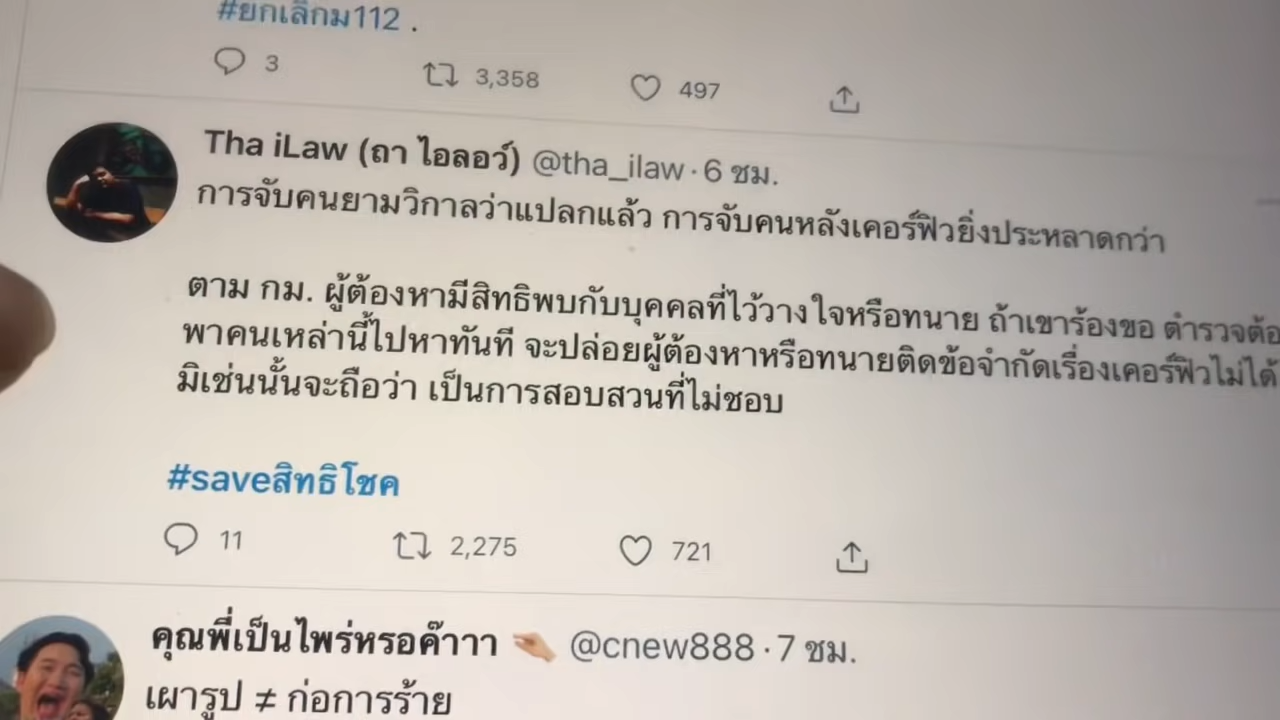 #ยกเลิกม112 .
3 3,358 497
Tha iLaw (ถา ไอลอว์) @tha_ilaw · 6 ชม.
การจับคนยามวิกาลว่าแปลกแล้ว การจับคนหลังเคอร์ฟิวยิ่งประหลาดกว่า
ตาม กม. ผู้ต้องหามีสิทธิพบกับบุคคลที่ไว้วางใจหรือทนาย ถ้าเขาร้องขอ ตำรวจต้อ
พาคนเหล่านี้ไปหาทันที จะปล่อยผู้ต้องหาหรือทนายติดข้อจำกัดเรื่องเคอร์ฟิวไม่ได้
มิเช่นนั้นจะถือว่า เป็นการสอบสวนที่ไม่ชอบ
#saveสิทธิโชค
11 2,275 721
คุณพี่เป็นไพร่หรอค๊าาา @cnew888 · 7 ชม.
เผารูป ≠ ก่อการร้าย